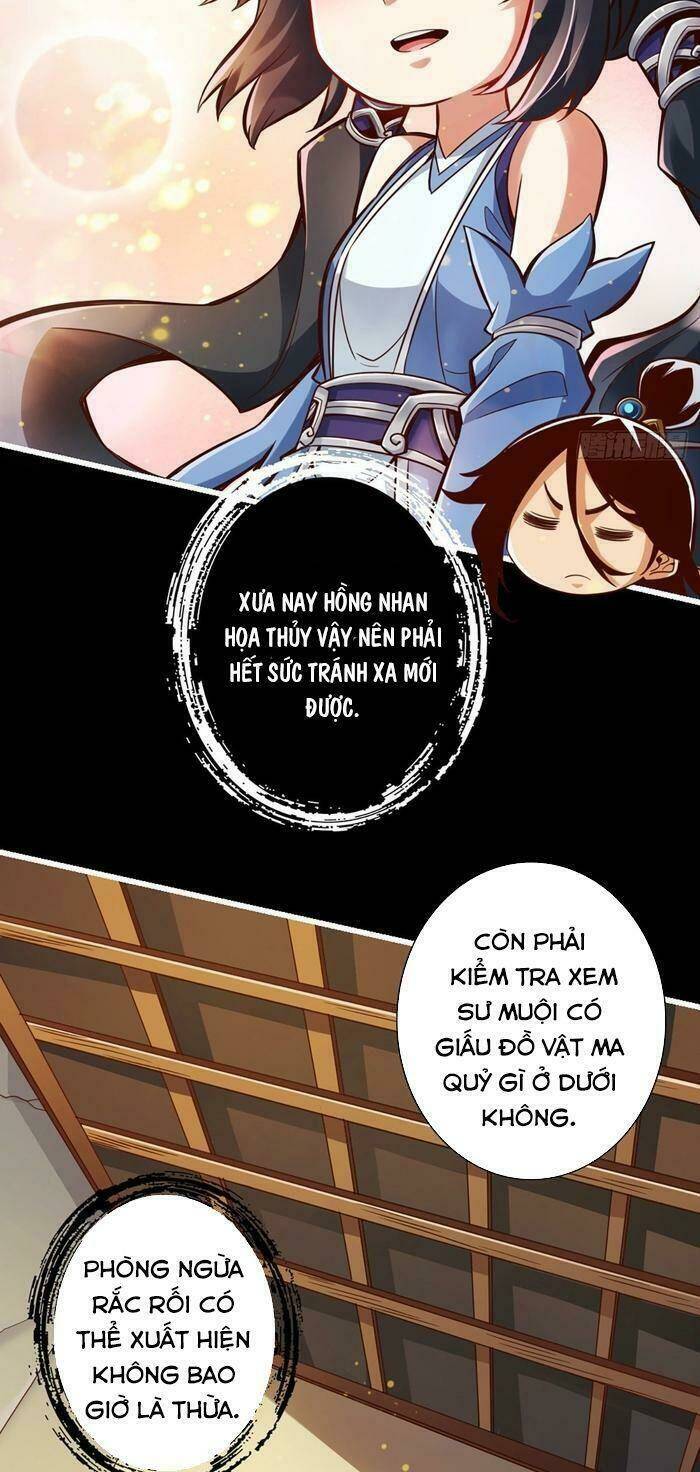 XƯA NAY HỒNG NHAN
HỌA THỦY VẬY NÊN PHẢI
HẾT SỨC TRÁNH XA MỚI
ĐƯỢC.
CÒN PHẢI
KIỂM TRA XEM
SƯ MUỘI CÓ
GIẤU ĐỒ VẬT MA
QUỶ GÌ Ở DƯỚI
KHÔNG.
PHÒNG NGỪA
RẮC RỐI CÓ
THỂ XUẤT HIỆN
KHÔNG BAO
GIỜ LÀ THỪA.